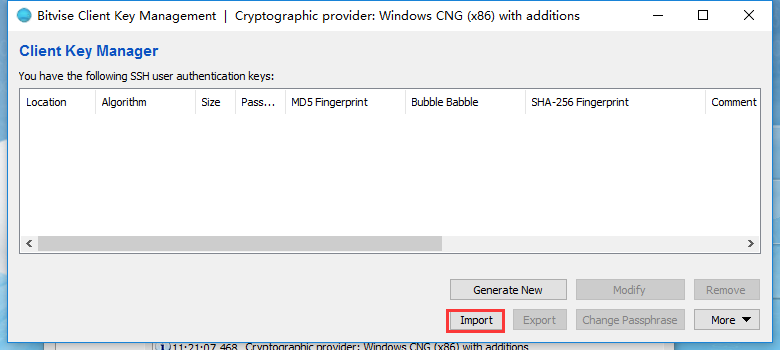 Bitvise Client Key Management | Cryptographic provider: Windows CNG (x86) with additions
Client Key Manager
You have the following SSH user authentication keys:
Location Algorithm Size Pass... MD5 Fingerprint Bubble Babble SHA-256 Fingerprint Comment
Generate New Modify Remove
Import Export Change Passphrase More
11:21:07.468 Cryptographic provider: Windows CNG (x86) with additions